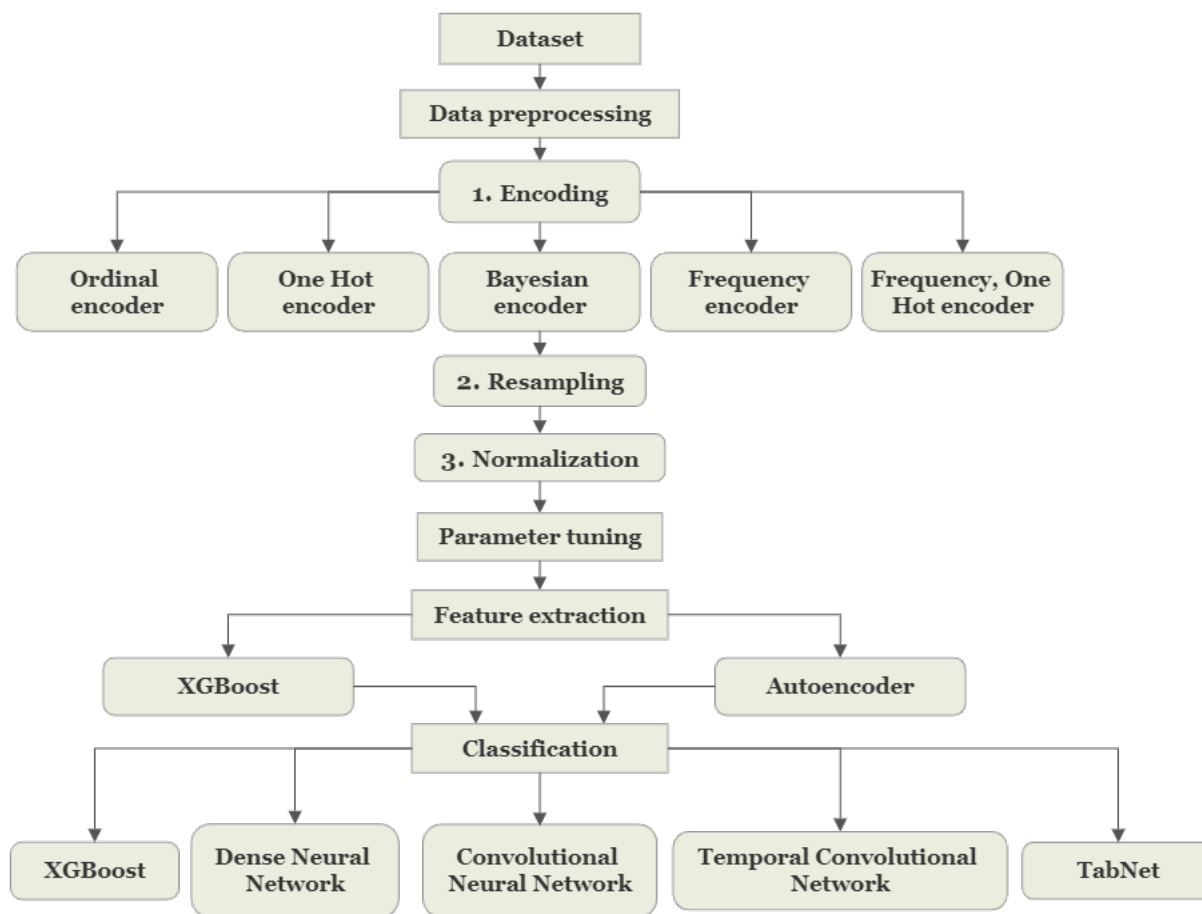 Dataset
Data preprocessing
1. Encoding
Ordinal
encoder
One Hot
encoder
Bayesian
encoder
Frequency
encoder
Frequency, One
Hot encoder
2. Resampling
3. Normalization
Parameter tuning
Feature extraction
XGBoost
Autoencoder
Classification
XGBoost
Dense Neural
Network
Convolutional
Neural Network
Temporal Convolutional
Network
TabNet